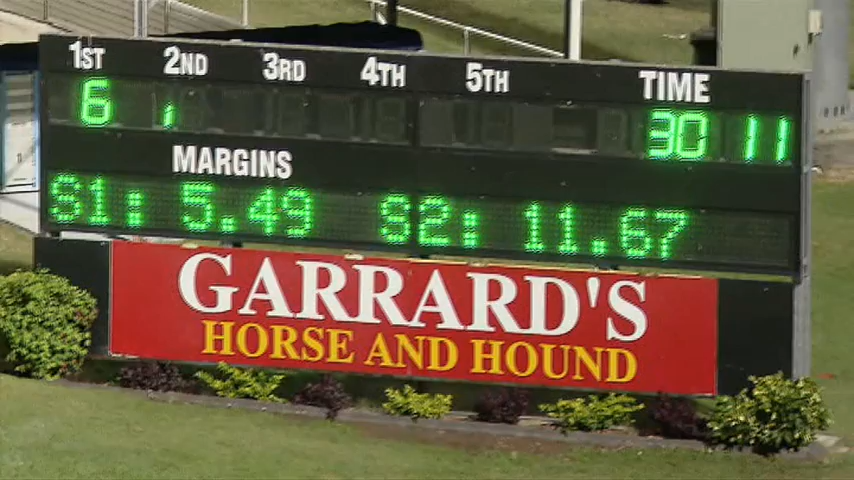 1ST 2ND 3RD 4TH 5TH TIME
6 30 11
MARGINS
S1: 5.49 S2: 11.67
GARRARD'S
HORSE AND HOUND